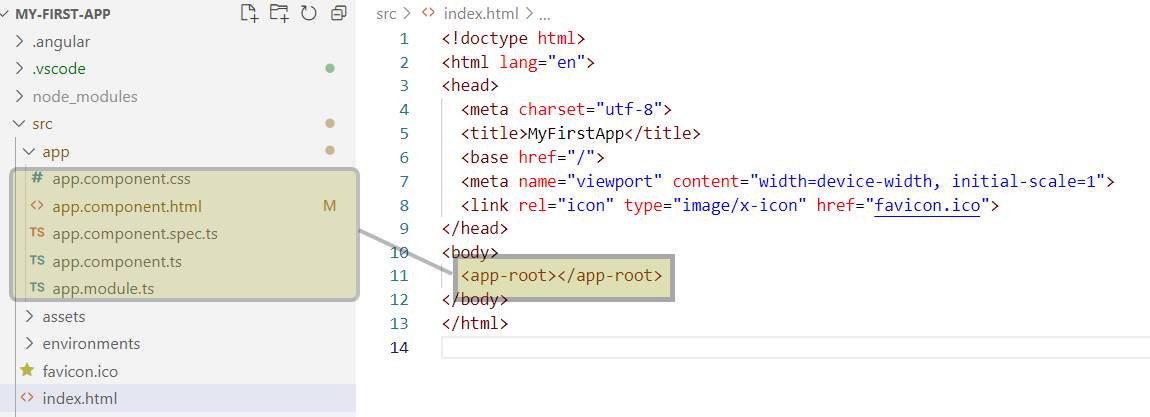 MY-FIRST-APP
.angular
.vscode
node_modules
src
app
# app.component.css
<> app.component.html M
TS app.component.spec.ts
TS app.component.ts
TS app.module.ts
assets
environments
favicon.ico
<> index.html
src > <> index.html > ...
1 <!doctype html>
2 <html lang="en">
3 <head>
4 <meta charset="utf-8">
5 <title>MyFirstApp</title>
6 <base href="/">
7 <meta name="viewport" content="width=device-width, initial-scale=1">
8 <link rel="icon" type="image/x-icon" href="favicon.ico">
9 </head>
10 <body>
11 <app-root></app-root>
12 </body>
13 </html>
14